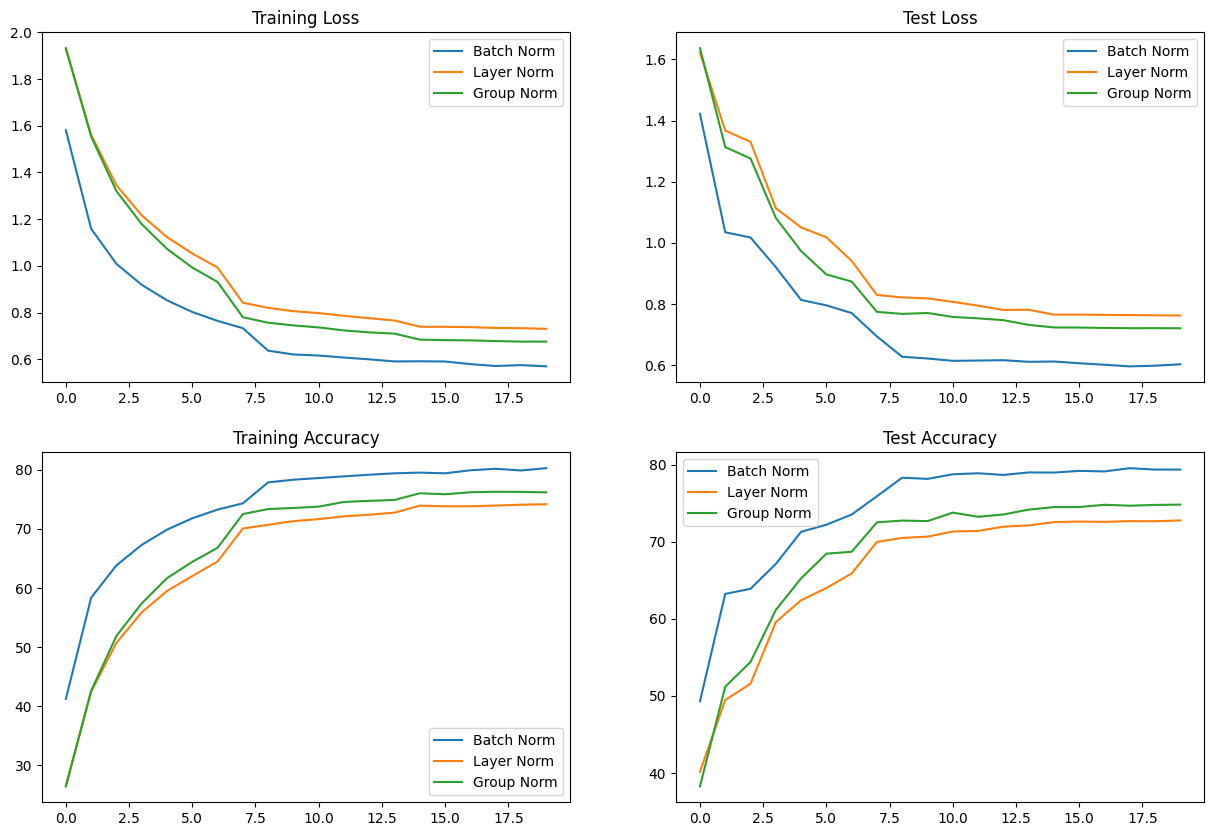 Training Loss
2.0
1.8
1.6
1.4
1.2
1.0
0.8
0.6
0.0 2.5 5.0 7.5 10.0 12.5 15.0 17.5
Batch Norm
Layer Norm
Group Norm
Test Loss
1.6
1.4
1.2
1.0
0.8
0.6
0.0 2.5 5.0 7.5 10.0 12.5 15.0 17.5
Batch Norm
Layer Norm
Group Norm
Training Accuracy
80
70
60
50
40
30
0.0 2.5 5.0 7.5 10.0 12.5 15.0 17.5
Batch Norm
Layer Norm
Group Norm
Test Accuracy
80
70
60
50
40
0.0 2.5 5.0 7.5 10.0 12.5 15.0 17.5
Batch Norm
Layer Norm
Group Norm